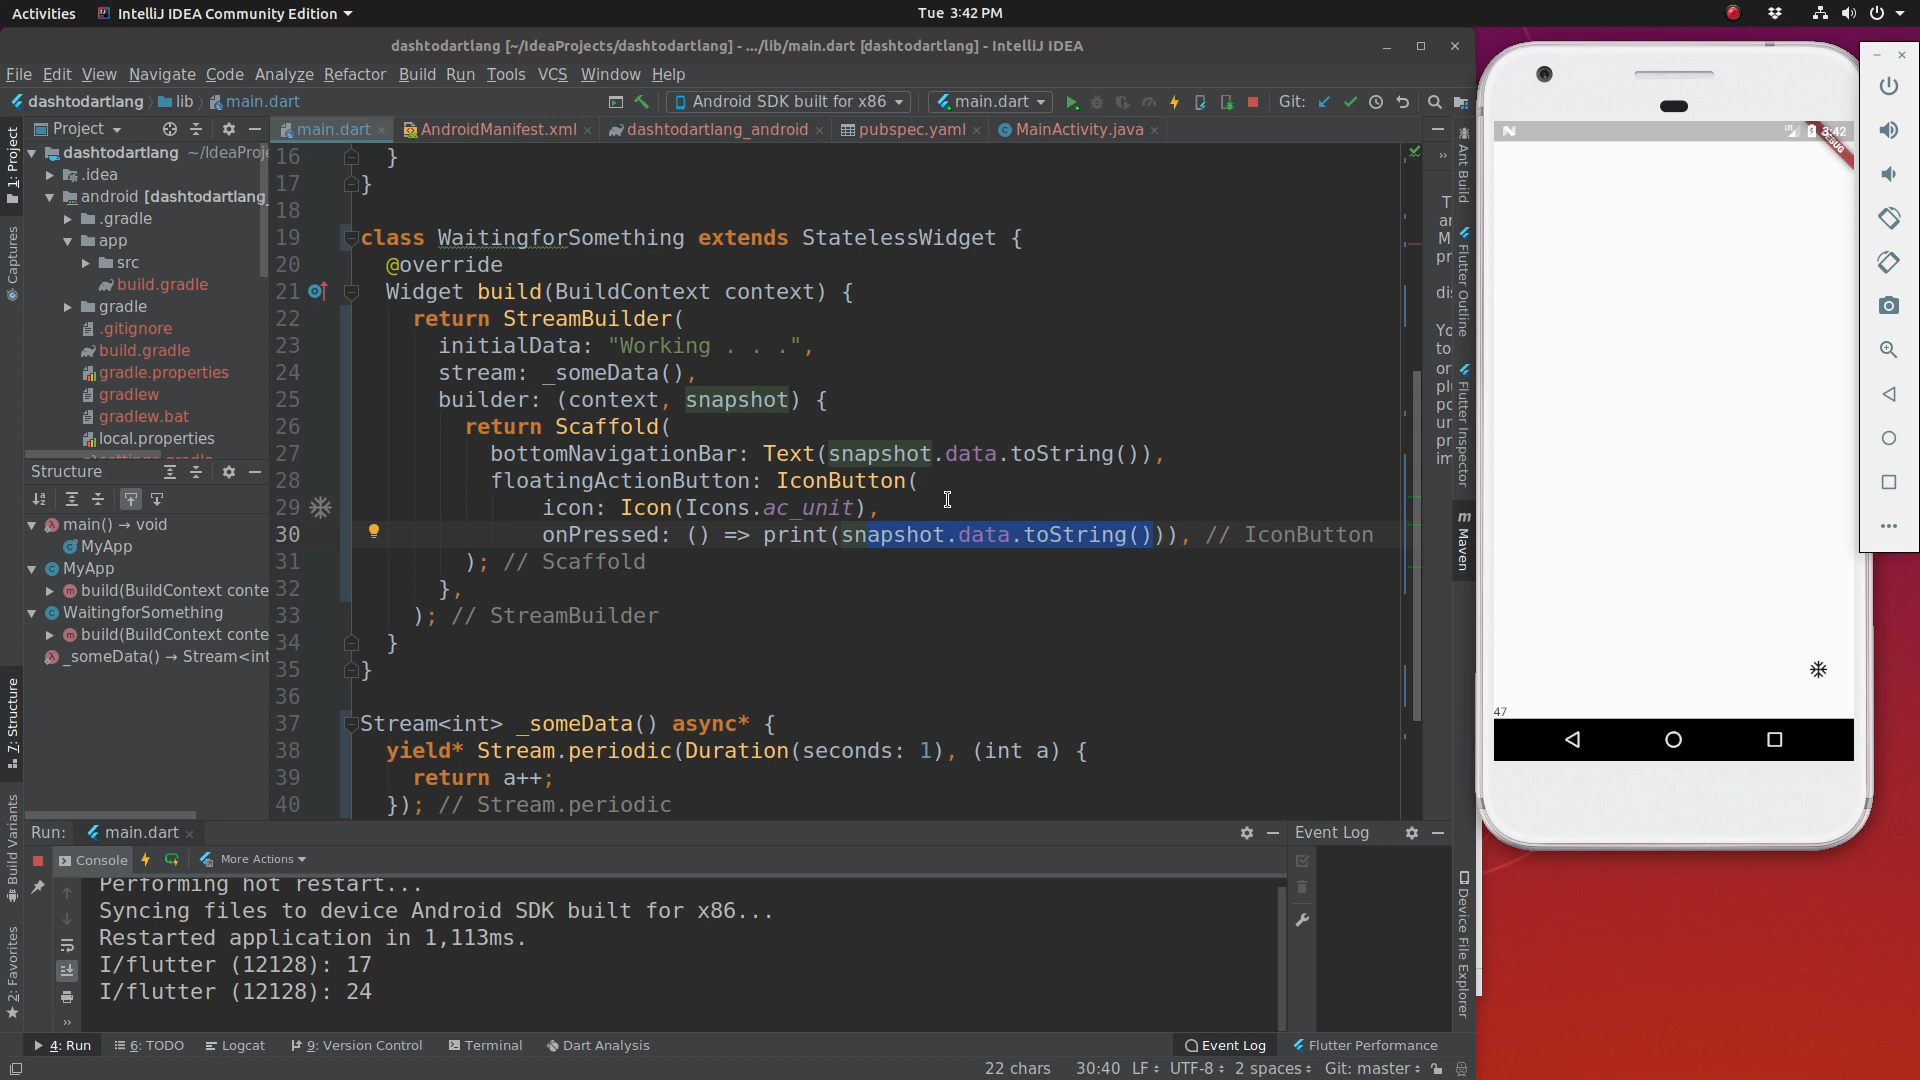 Activities IntelliJ IDEA Community Edition Tue 3:42 PM
dashtodartlang [~/IdeaProjects/dashtodartlang] - .../lib/main.dart [dashtodartlang] - IntelliJ IDEA
File Edit View Navigate Code Analyze Refactor Build Run Tools VCS Window Help
dashtodartlang lib main.dart Android SDK built for x86 main.dart Git:
1: Project
Captures
7: Structure
Build Variants
2: Favorites
Project
dashtodartlang ~/IdeaProje
.idea
android [dashtodartlang_
.gradle
app
src
build.gradle
gradle
.gitignore
build.gradle
gradle.properties
gradlew
gradlew.bat
local.properties
settings.gradle
Structure
main() → void
MyApp
MyApp
build(BuildContext conte
WaitingforSomething
build(BuildContext conte
_someData() → Stream<int
main.dart AndroidManifest.xml dashtodartlang_android pubspec.yaml MainActivity.java
16 }
17 }
18
19 class WaitingforSomething extends StatelessWidget {
20 @override
21 Widget build(BuildContext context) {
22 return StreamBuilder(
23 initialData: "Working . . .",
24 stream: _someData(),
25 builder: (context, snapshot) {
26 return Scaffold(
27 bottomNavigationBar: Text(snapshot.data.toString()),
28 floatingActionButton: IconButton(
29 icon: Icon(Icons.ac_unit),
30 onPressed: () => print(snapshot.data.toString())), // IconButton
31 ); // Scaffold
32 },
33 ); // StreamBuilder
34 }
35 }
36
37 Stream<int> _someData() async* {
38 yield* Stream.periodic(Duration(seconds: 1), (int a) {
39 return a++;
40 }); // Stream.periodic
Ant Build
Flutter Outline
Flutter Inspector
Maven
Device File Explorer
Run: main.dart
Console More Actions
Performing hot restart...
Syncing files to device Android SDK built for x86...
Restarted application in 1,113ms.
I/flutter (12128): 17
I/flutter (12128): 24
Event Log
4: Run 6: TODO Logcat 9: Version Control Terminal Dart Analysis Event Log Flutter Performance
22 chars 30:40 LF UTF-8 2 spaces Git: master
LTE 3:42
DEBUG
47